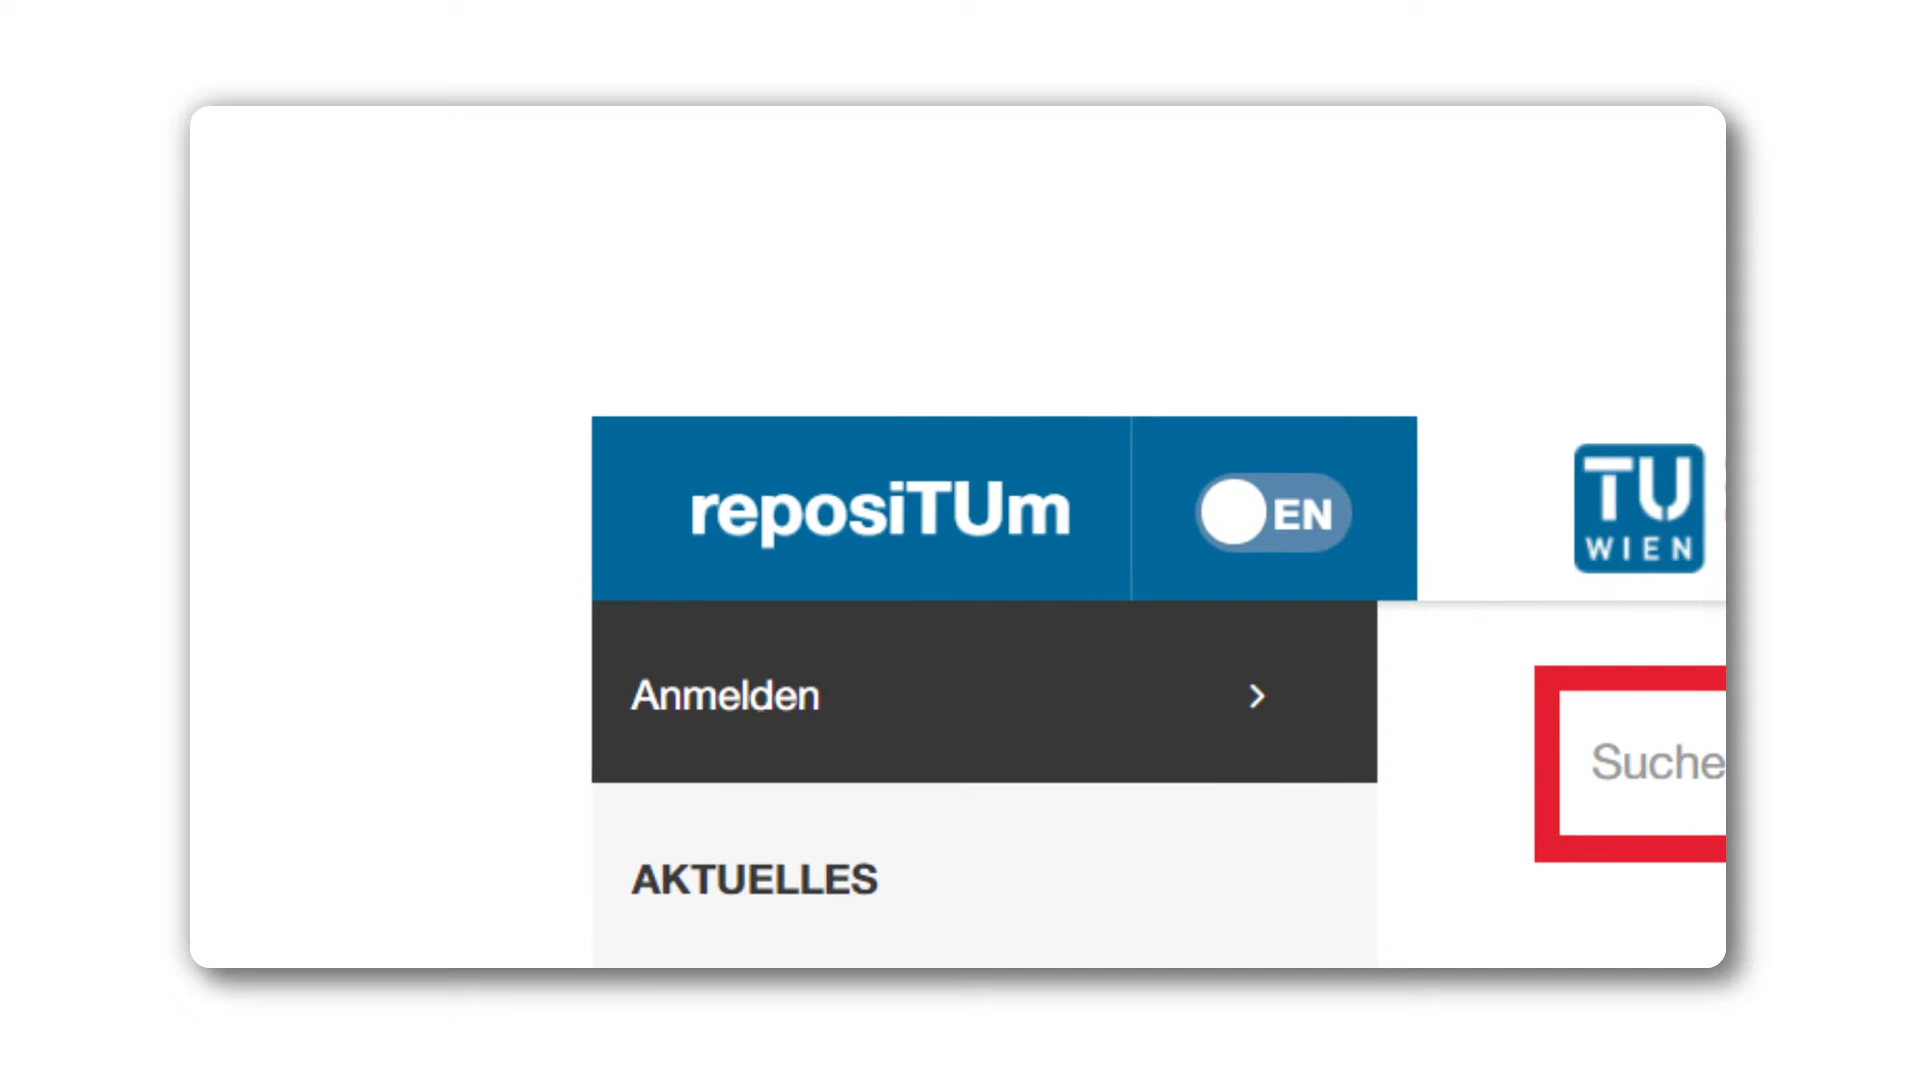 reposiTUm
EN
TU
WIEN
Anmelden
Suche
AKTUELLES